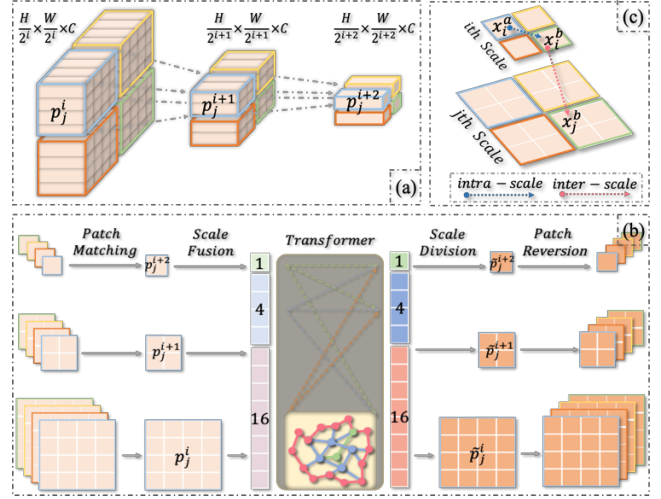 H/2^i × W/2^i × C
H/2^{i+1} × W/2^{i+1} × C
H/2^{i+2} × W/2^{i+2} × C
p_j^i
p_j^{i+1}
p_j^{i+2}
(a)
(c)
x_i^a
x_i^b
ith Scale
x_j^b
jth Scale
intra − scale
inter − scale
(b)
Patch Matching
Scale Fusion
Transformer
Scale Division
Patch Reversion
p_j^{i+2}
1
1
p̃_j^{i+2}
4
4
p_j^{i+1}
p̃_j^{i+1}
16
16
p_j^i
p̃_j^i